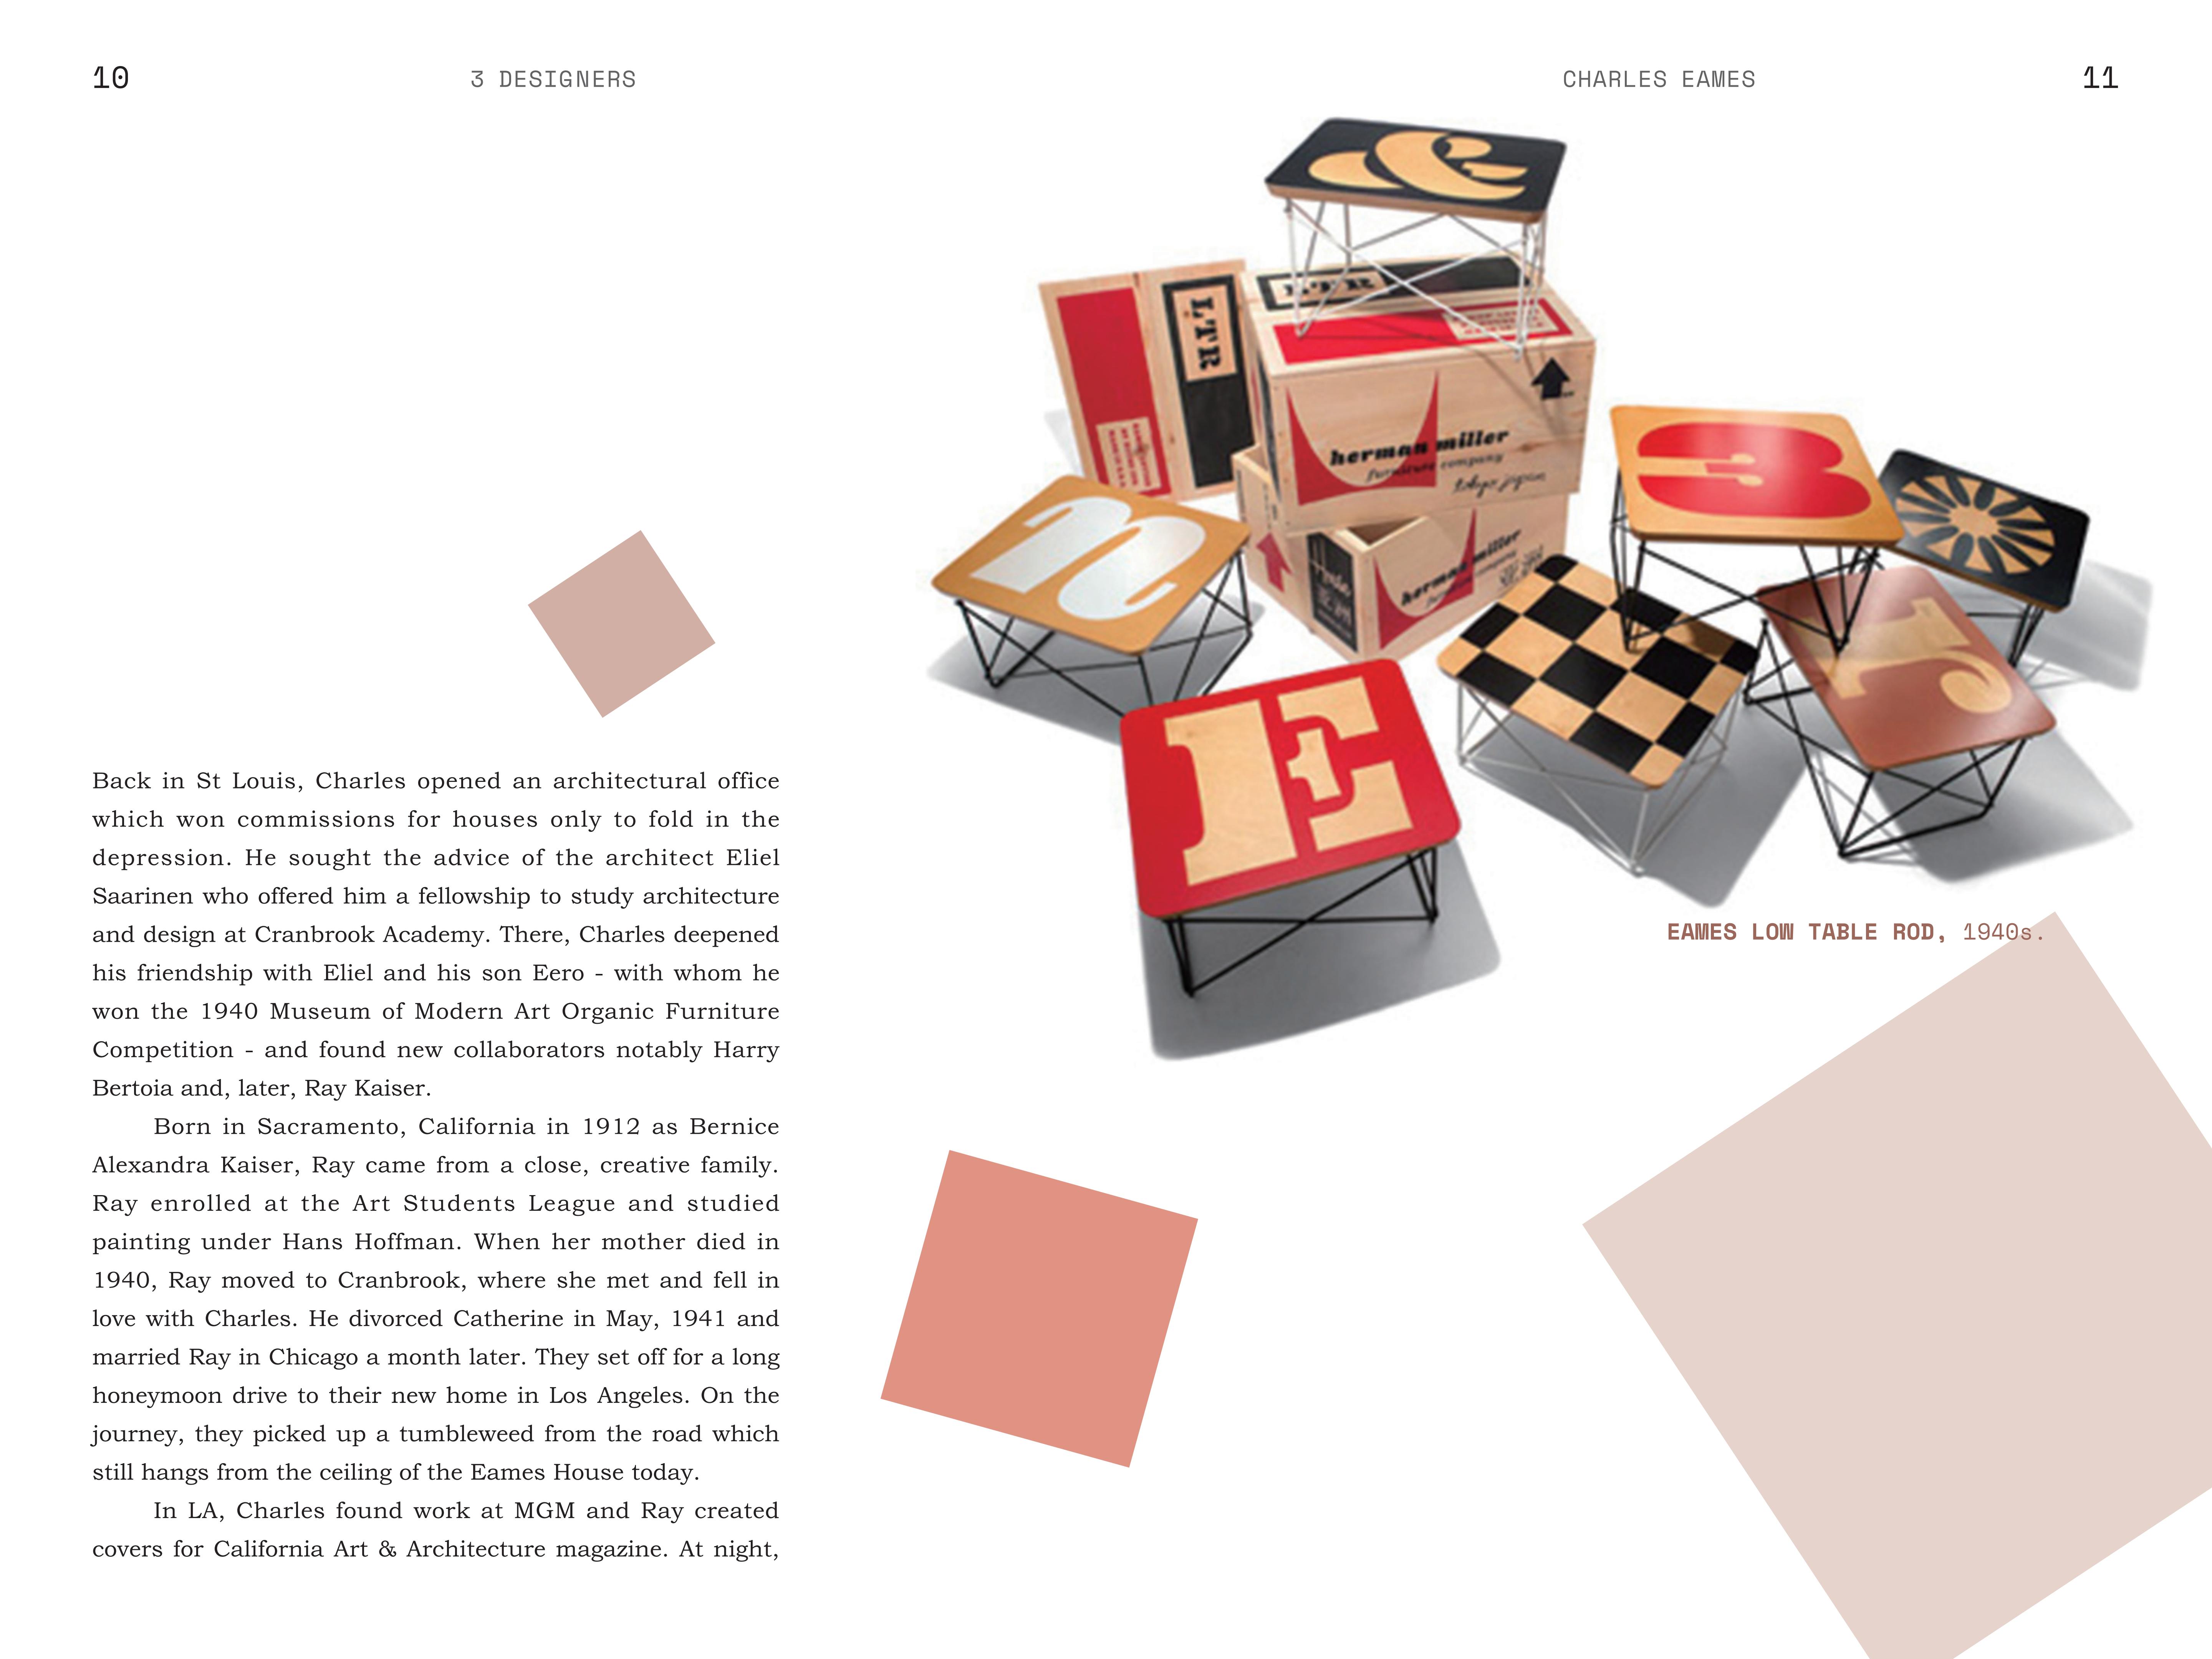 10
3 DESIGNERS
CHARLES EAMES
11
&
LTR
LTR
herman miller
furniture company
tokyo japan
3
n
herman miller
E
r
EAMES LOW TABLE ROD, 1940s.
Back in St Louis, Charles opened an architectural office
which won commissions for houses only to fold in the
depression. He sought the advice of the architect Eliel
Saarinen who offered him a fellowship to study architecture
and design at Cranbrook Academy. There, Charles deepened
his friendship with Eliel and his son Eero - with whom he
won the 1940 Museum of Modern Art Organic Furniture
Competition - and found new collaborators notably Harry
Bertoia and, later, Ray Kaiser.
Born in Sacramento, California in 1912 as Bernice
Alexandra Kaiser, Ray came from a close, creative family.
Ray enrolled at the Art Students League and studied
painting under Hans Hoffman. When her mother died in
1940, Ray moved to Cranbrook, where she met and fell in
love with Charles. He divorced Catherine in May, 1941 and
married Ray in Chicago a month later. They set off for a long
honeymoon drive to their new home in Los Angeles. On the
journey, they picked up a tumbleweed from the road which
still hangs from the ceiling of the Eames House today.
In LA, Charles found work at MGM and Ray created
covers for California Art & Architecture magazine. At night,